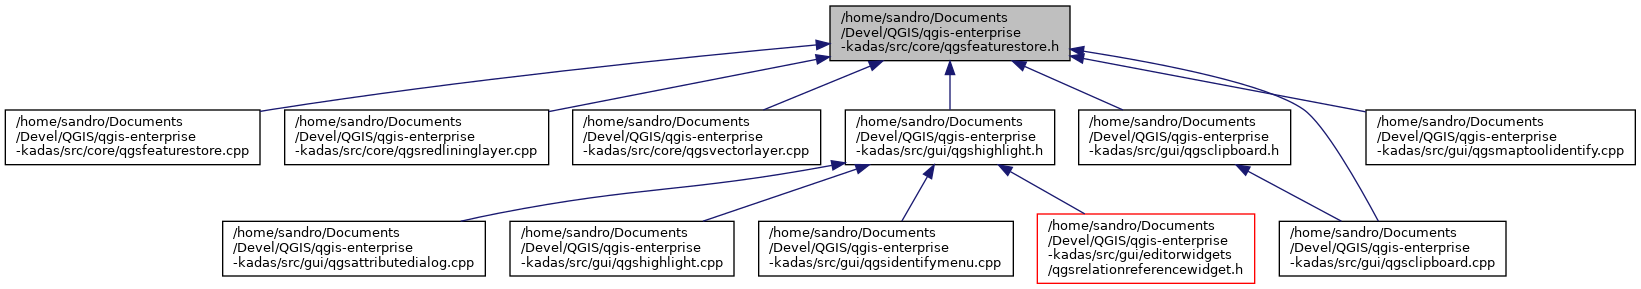 /home/sandro/Documents
/Devel/QGIS/qgis-enterprise
-kadas/src/core/qgsfeaturestore.h
/home/sandro/Documents
/Devel/QGIS/qgis-enterprise
-kadas/src/core/qgsfeaturestore.cpp
/home/sandro/Documents
/Devel/QGIS/qgis-enterprise
-kadas/src/core/qgsredlininglayer.cpp
/home/sandro/Documents
/Devel/QGIS/qgis-enterprise
-kadas/src/core/qgsvectorlayer.cpp
/home/sandro/Documents
/Devel/QGIS/qgis-enterprise
-kadas/src/gui/qgshighlight.h
/home/sandro/Documents
/Devel/QGIS/qgis-enterprise
-kadas/src/gui/qgsclipboard.h
/home/sandro/Documents
/Devel/QGIS/qgis-enterprise
-kadas/src/gui/qgsmaptoolidentify.cpp
/home/sandro/Documents
/Devel/QGIS/qgis-enterprise
-kadas/src/gui/qgsattributedialog.cpp
/home/sandro/Documents
/Devel/QGIS/qgis-enterprise
-kadas/src/gui/qgshighlight.cpp
/home/sandro/Documents
/Devel/QGIS/qgis-enterprise
-kadas/src/gui/qgsidentifymenu.cpp
/home/sandro/Documents
/Devel/QGIS/qgis-enterprise
-kadas/src/gui/editorwidgets
/qgsrelationreferencewidget.h
/home/sandro/Documents
/Devel/QGIS/qgis-enterprise
-kadas/src/gui/qgsclipboard.cpp